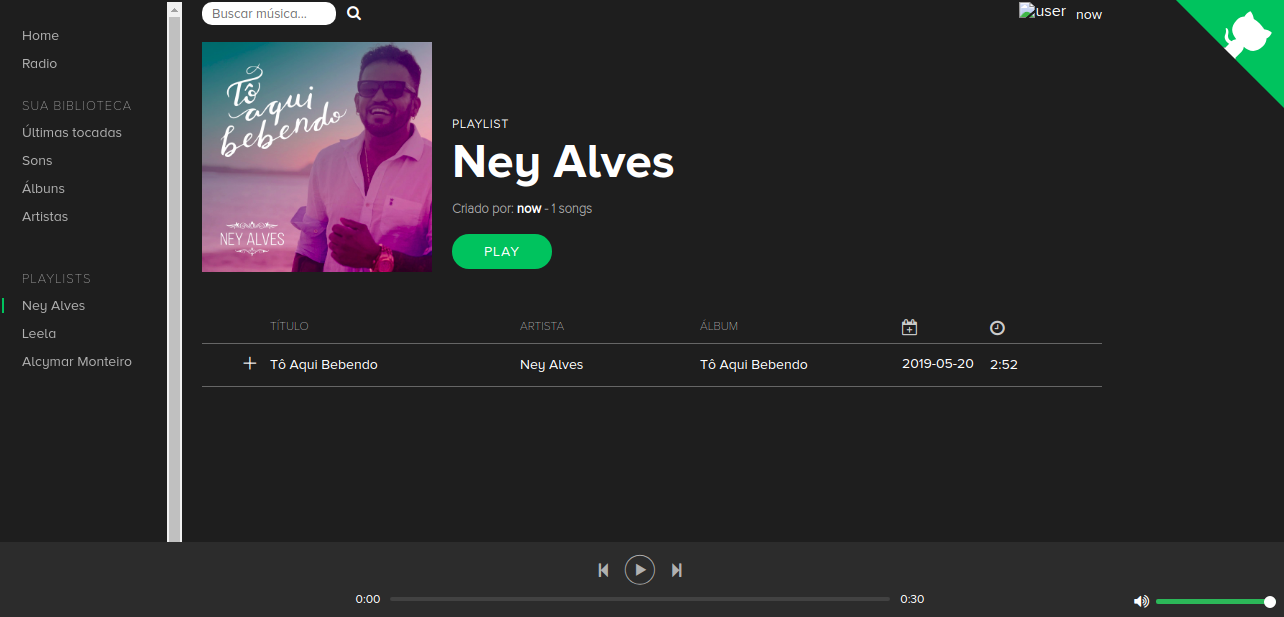 Buscar música...
user now
Home
Radio
SUA BIBLIOTECA
Últimas tocadas
Sons
Álbuns
Artistas
PLAYLISTS
Ney Alves
Leela
Alcymar Monteiro
Tô
aqui
bebendo
NEY ALVES
PLAYLIST
Ney Alves
Criado por: now - 1 songs
PLAY
TÍTULO ARTISTA ÁLBUM
Tô Aqui Bebendo Ney Alves Tô Aqui Bebendo 2019-05-20 2:52
0:00 0:30